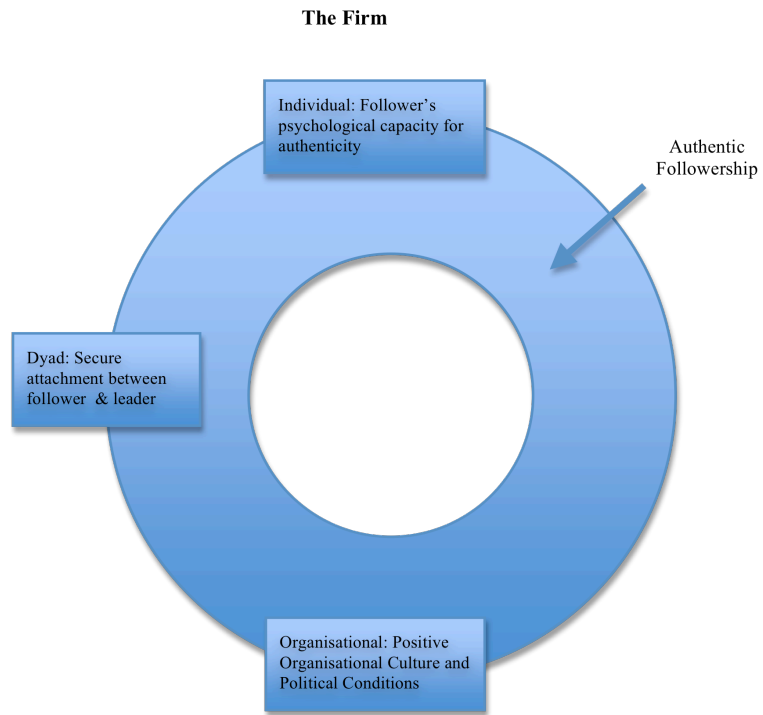 The Firm
Individual: Follower’s
psychological capacity for
authenticity
Authentic
Followership
Dyad: Secure
attachment between
follower & leader
Organisational: Positive
Organisational Culture and
Political Conditions